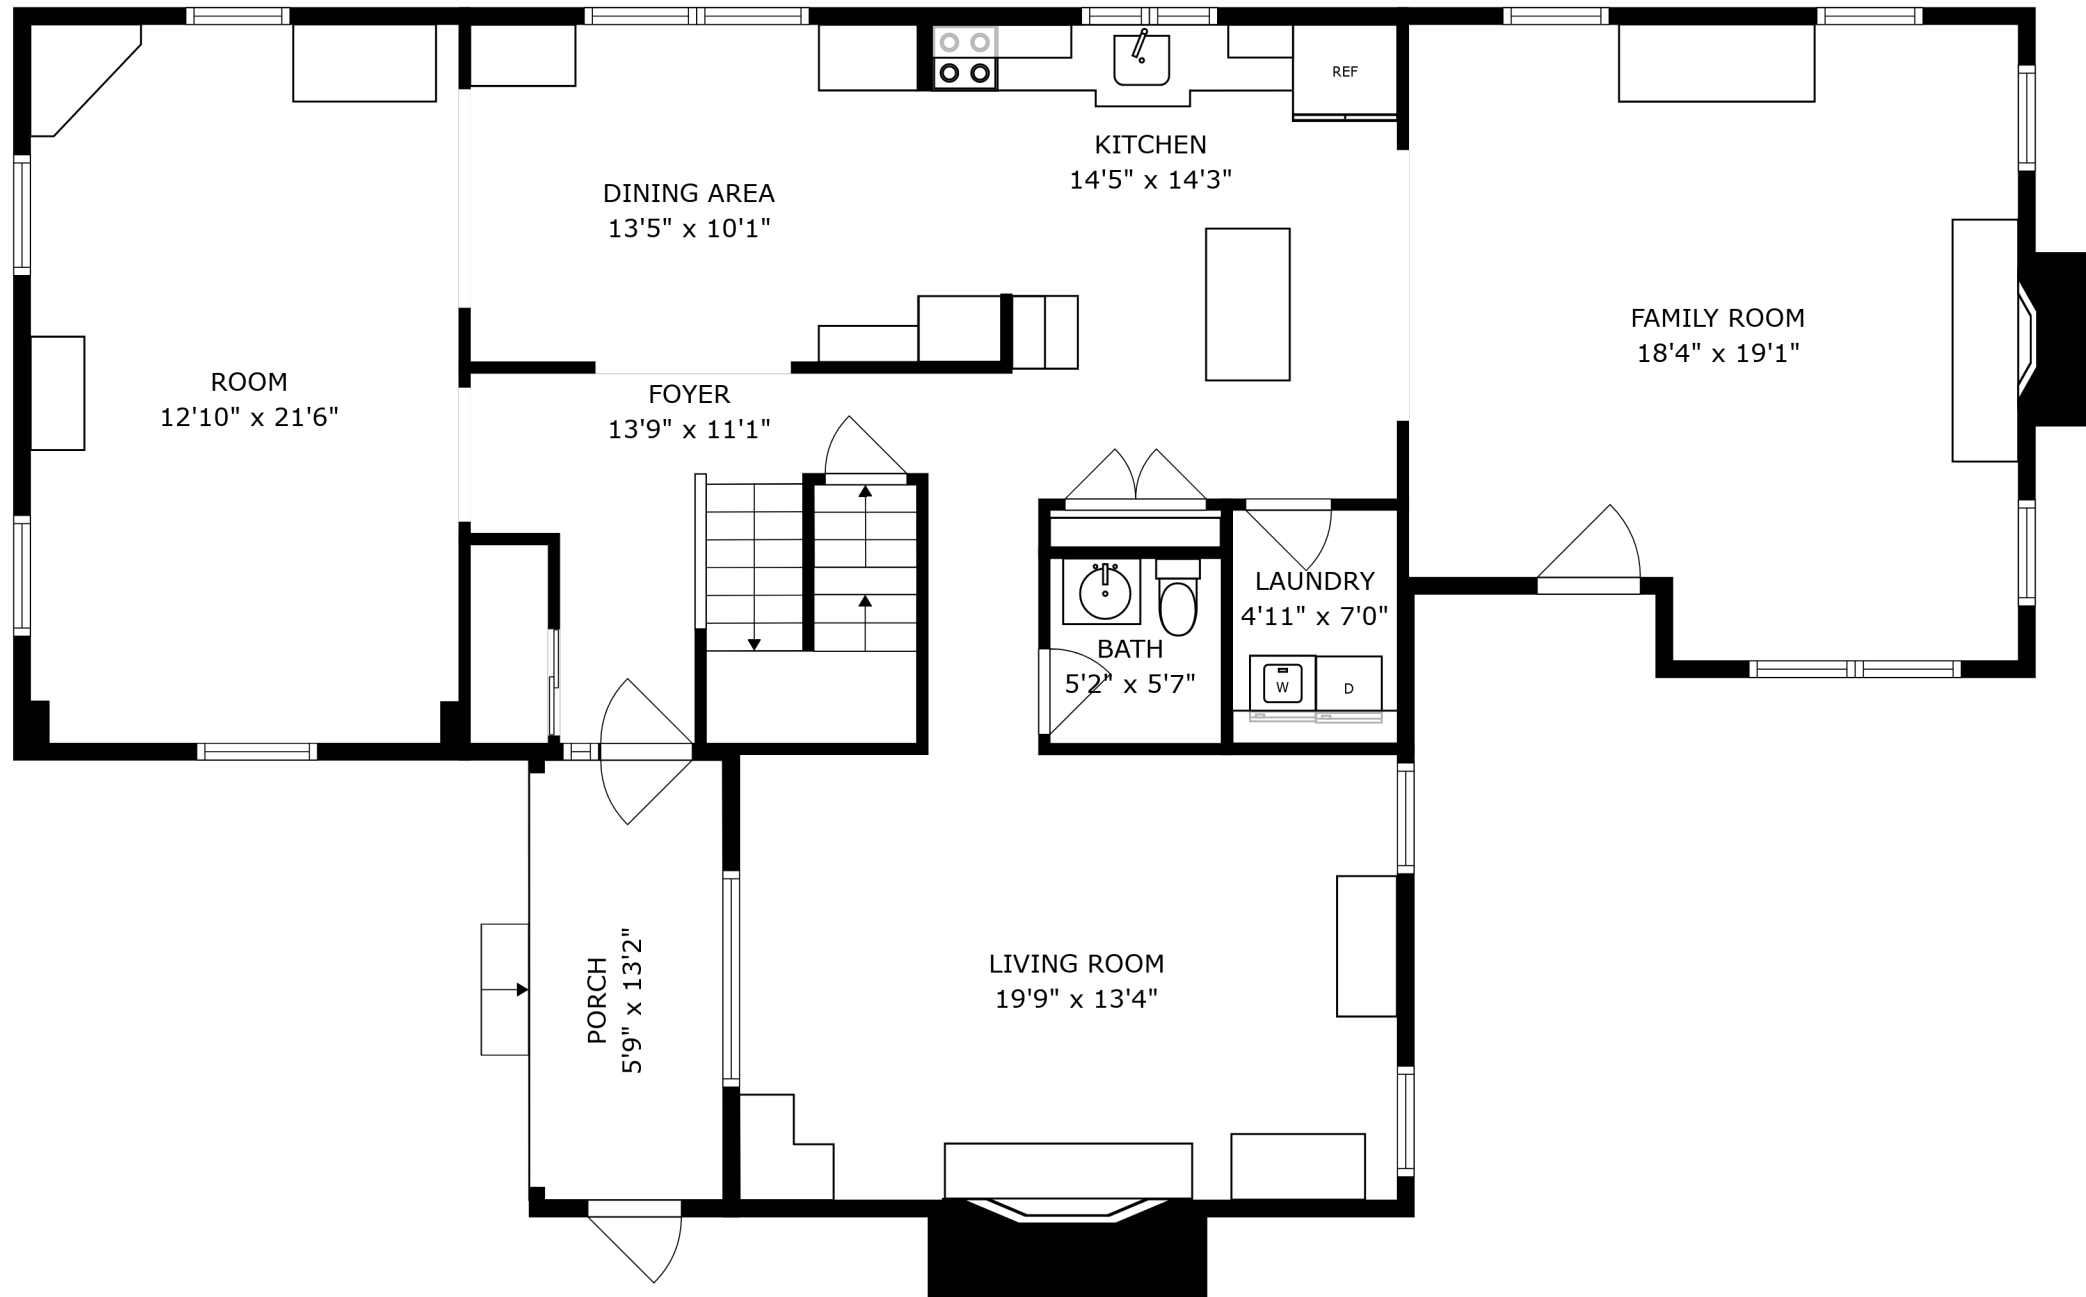 REF
KITCHEN
14'5" x 14'3"
DINING AREA
13'5" x 10'1"
FAMILY ROOM
18'4" x 19'1"
ROOM
12'10" x 21'6"
FOYER
13'9" x 11'1"
LAUNDRY
4'11" x 7'0"
BATH
5'2" x 5'7"
W
D
LIVING ROOM
19'9" x 13'4"
PORCH
5'9" x 13'2"